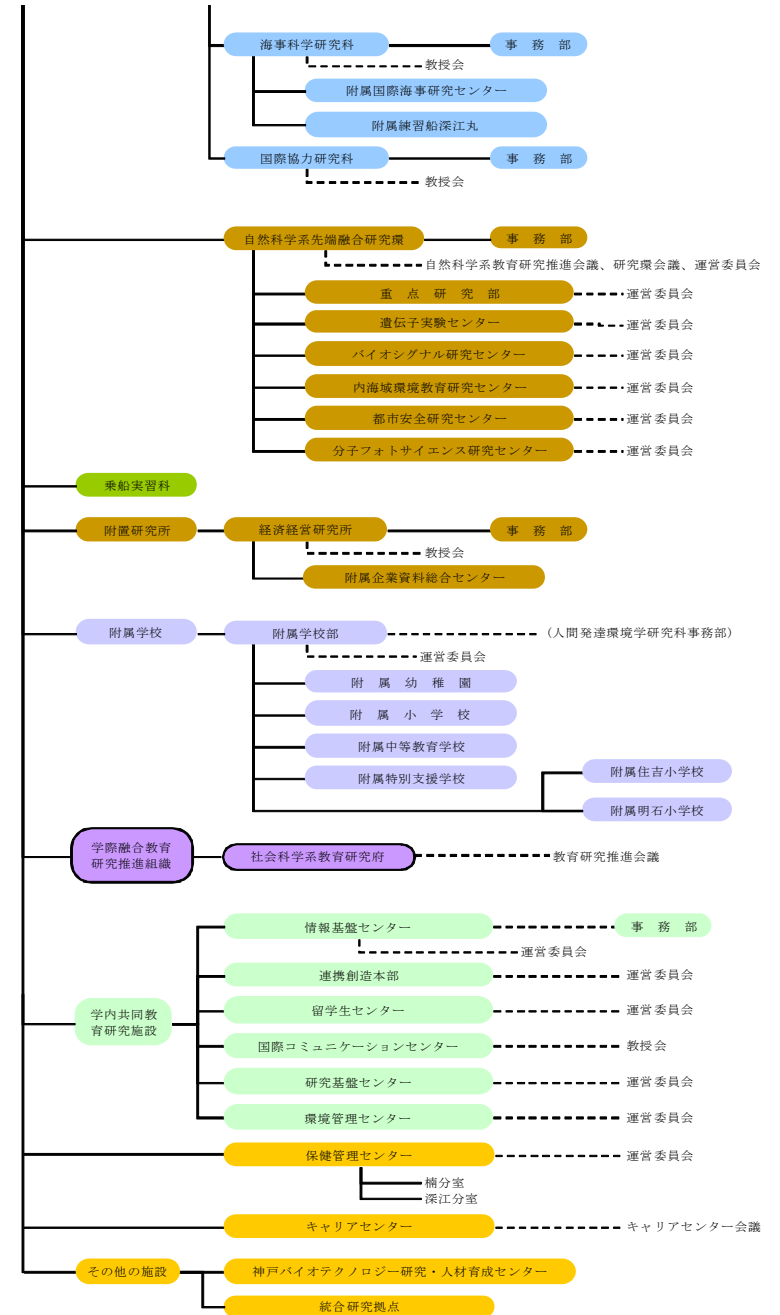 海事科学研究科
事　務　部
教授会
附属国際海事研究センター
附属練習船深江丸
国際協力研究科
事　務　部
教授会
自然科学系先端融合研究環
事　務　部
自然科学系教育研究推進会議、研究環会議、運営委員会
重　点　研　究　部
運営委員会
遺伝子実験センター
運営委員会
バイオシグナル研究センター
運営委員会
内海域環境教育研究センター
運営委員会
都市安全研究センター
運営委員会
分子フォトサイエンス研究センター
運営委員会
乗船実習科
附置研究所
経済経営研究所
事　務　部
教授会
附属企業資料総合センター
附属学校
附属学校部
（人間発達環境学研究科事務部）
運営委員会
附　属　幼　稚　園
附　属　小　学　校
附属中等教育学校
附属特別支援学校
附属住吉小学校
附属明石小学校
学際融合教育
研究推進組織
社会科学系教育研究府
教育研究推進会議
情報基盤センター
事　務　部
運営委員会
連携創造本部
運営委員会
学内共同教
育研究施設
留学生センター
運営委員会
国際コミュニケーションセンター
教授会
研究基盤センター
運営委員会
環境管理センター
運営委員会
保健管理センター
運営委員会
楠分室
深江分室
キャリアセンター
キャリアセンター会議
その他の施設
神戸バイオテクノロジー研究・人材育成センター
統合研究拠点